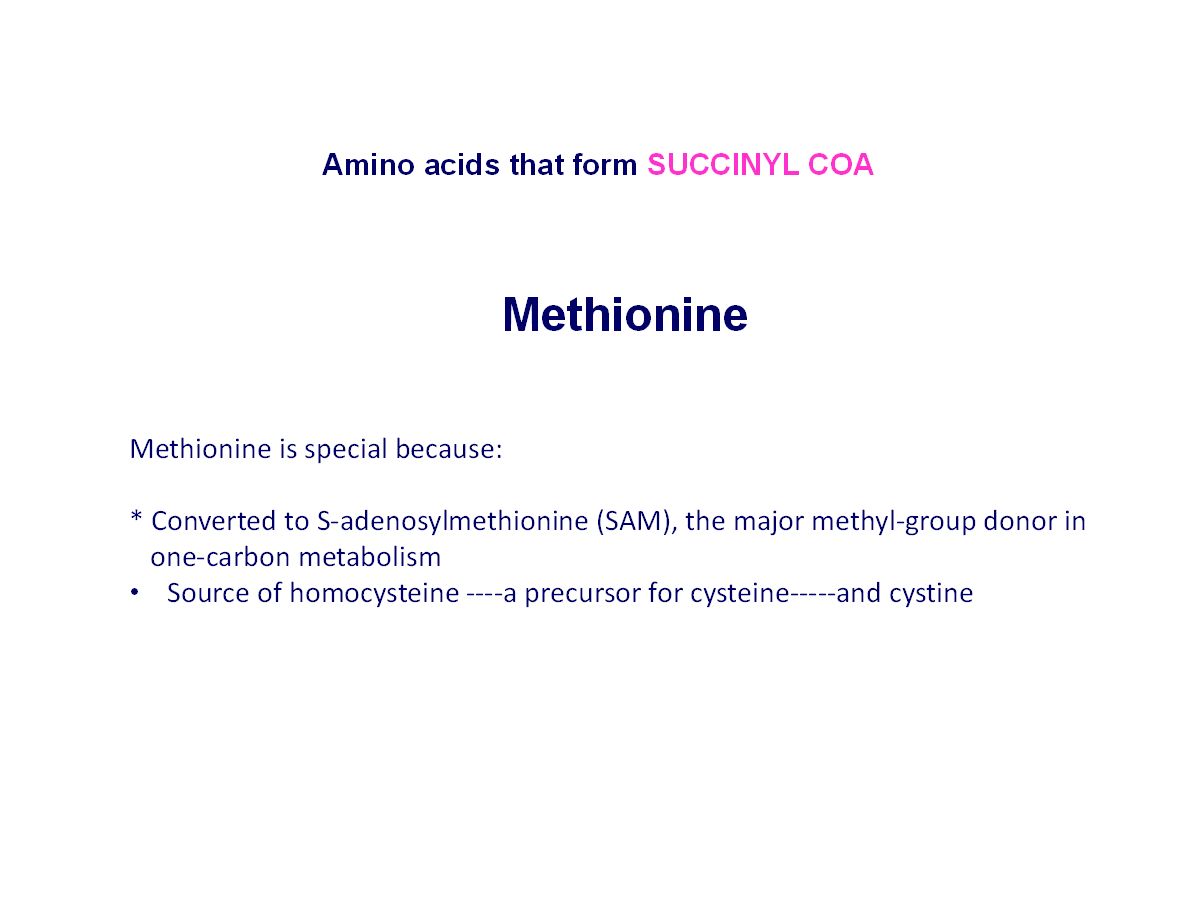 Amino acids that form SUCCINYL COA
Methionine
Methionine is special because:
* Converted to S-adenosylmethionine (SAM), the major methyl-group donor in
one-carbon metabolism
• Source of homocysteine ----a precursor for cysteine-----and cystine